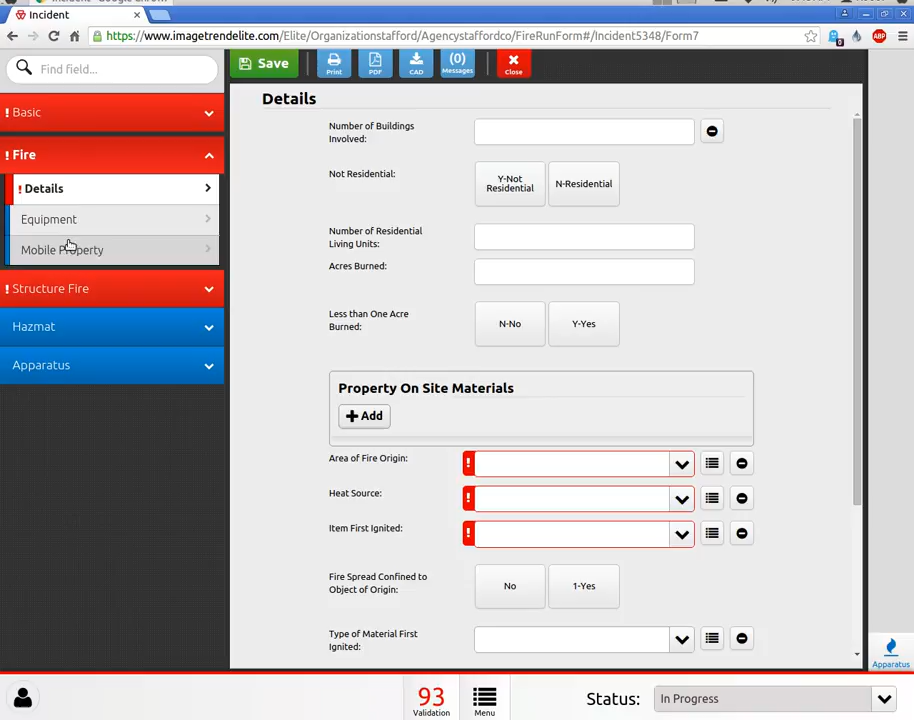 Incident
https://www.imagetrendelite.com/Elite/Organizationstafford/Agencystaffordco/FireRunForm#/Incident5348/Form7
ABP
Find field...
Save
Print
PDF
CAD
(0)
Messages
Close
! Basic
! Fire
! Details
Equipment
Mobile Property
! Structure Fire
Hazmat
Apparatus
Details
Number of Buildings
Involved:
Not Residential:
Y-Not
Residential
N-Residential
Number of Residential
Living Units:
Acres Burned:
Less than One Acre
Burned:
N-No
Y-Yes
Property On Site Materials
Add
Area of Fire Origin:
!
Heat Source:
!
Item First Ignited:
!
Fire Spread Confined to
Object of Origin:
No
1-Yes
Type of Material First
Ignited:
Apparatus
93
Validation
Menu
Status:
In Progress